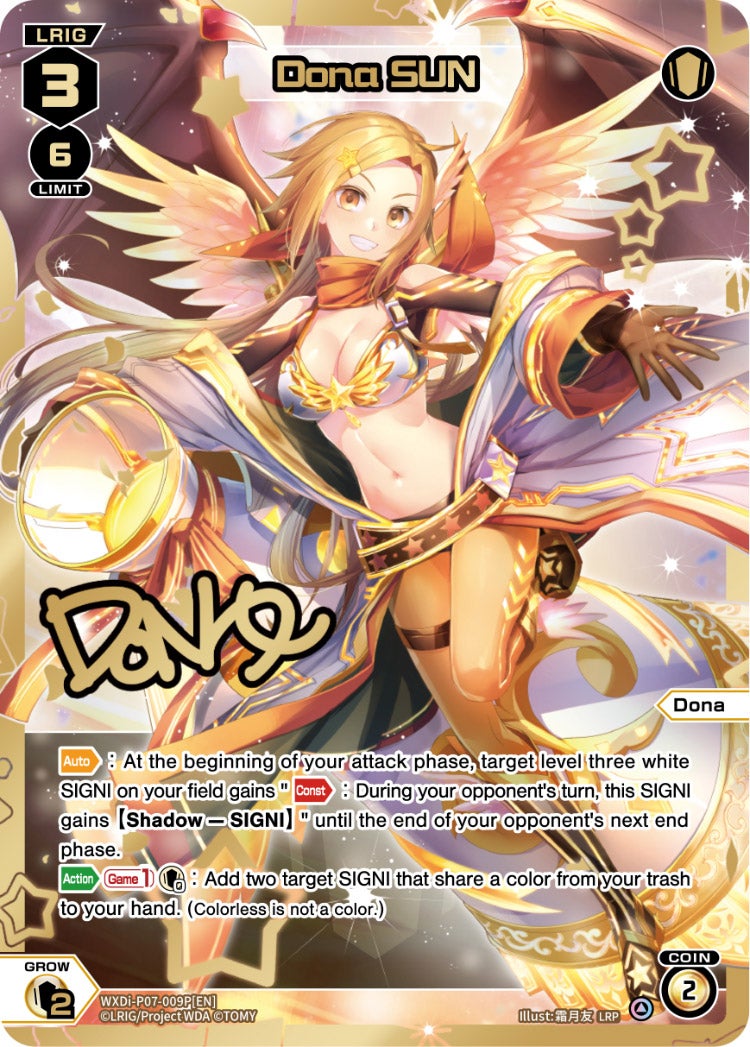 LRIG
3
6
LIMIT
Dona SUN
DONA
Dona
Auto : At the beginning of your attack phase, target level three white
SIGNI on your field gains " Const : During your opponent's turn, this SIGNI
gains 【Shadow — SIGNI】 " until the end of your opponent's next end
phase.
Action Game 1 0 : Add two target SIGNI that share a color from your trash
to your hand. (Colorless is not a color.)
GROW
2
WXDi-P07-009P[EN]
©LRIG/ProjectWDA ©TOMY
Illust:霜月友 LRP
COIN
2